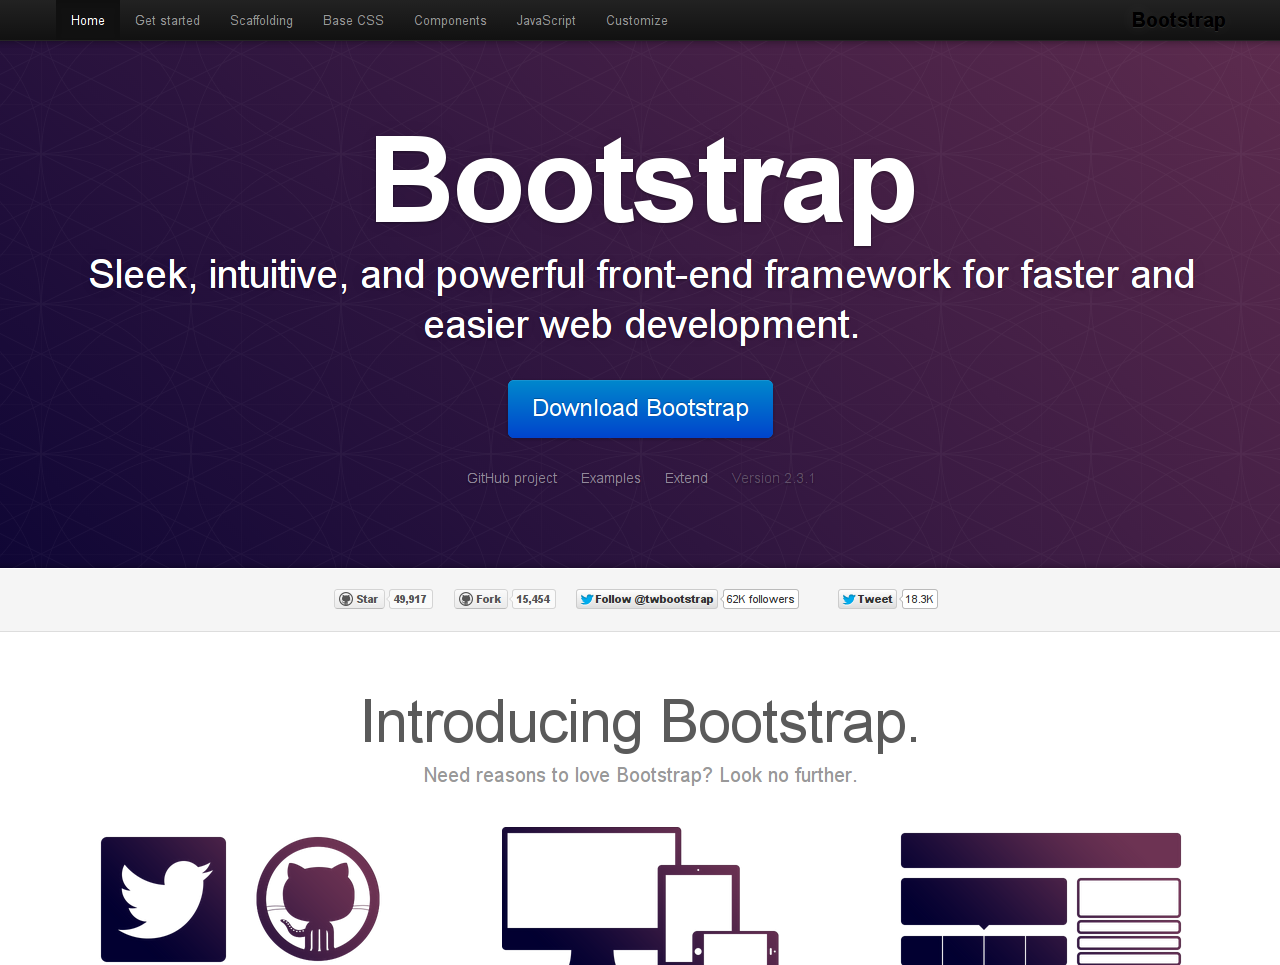 Home Get started Scaffolding Base CSS Components JavaScript Customize Bootstrap
Bootstrap
Sleek, intuitive, and powerful front-end framework for faster and
easier web development.
Download Bootstrap
GitHub project Examples Extend Version 2.3.1
Star 49,917 Fork 15,454 Follow @twbootstrap 62K followers Tweet 18.3K
Introducing Bootstrap.
Need reasons to love Bootstrap? Look no further.